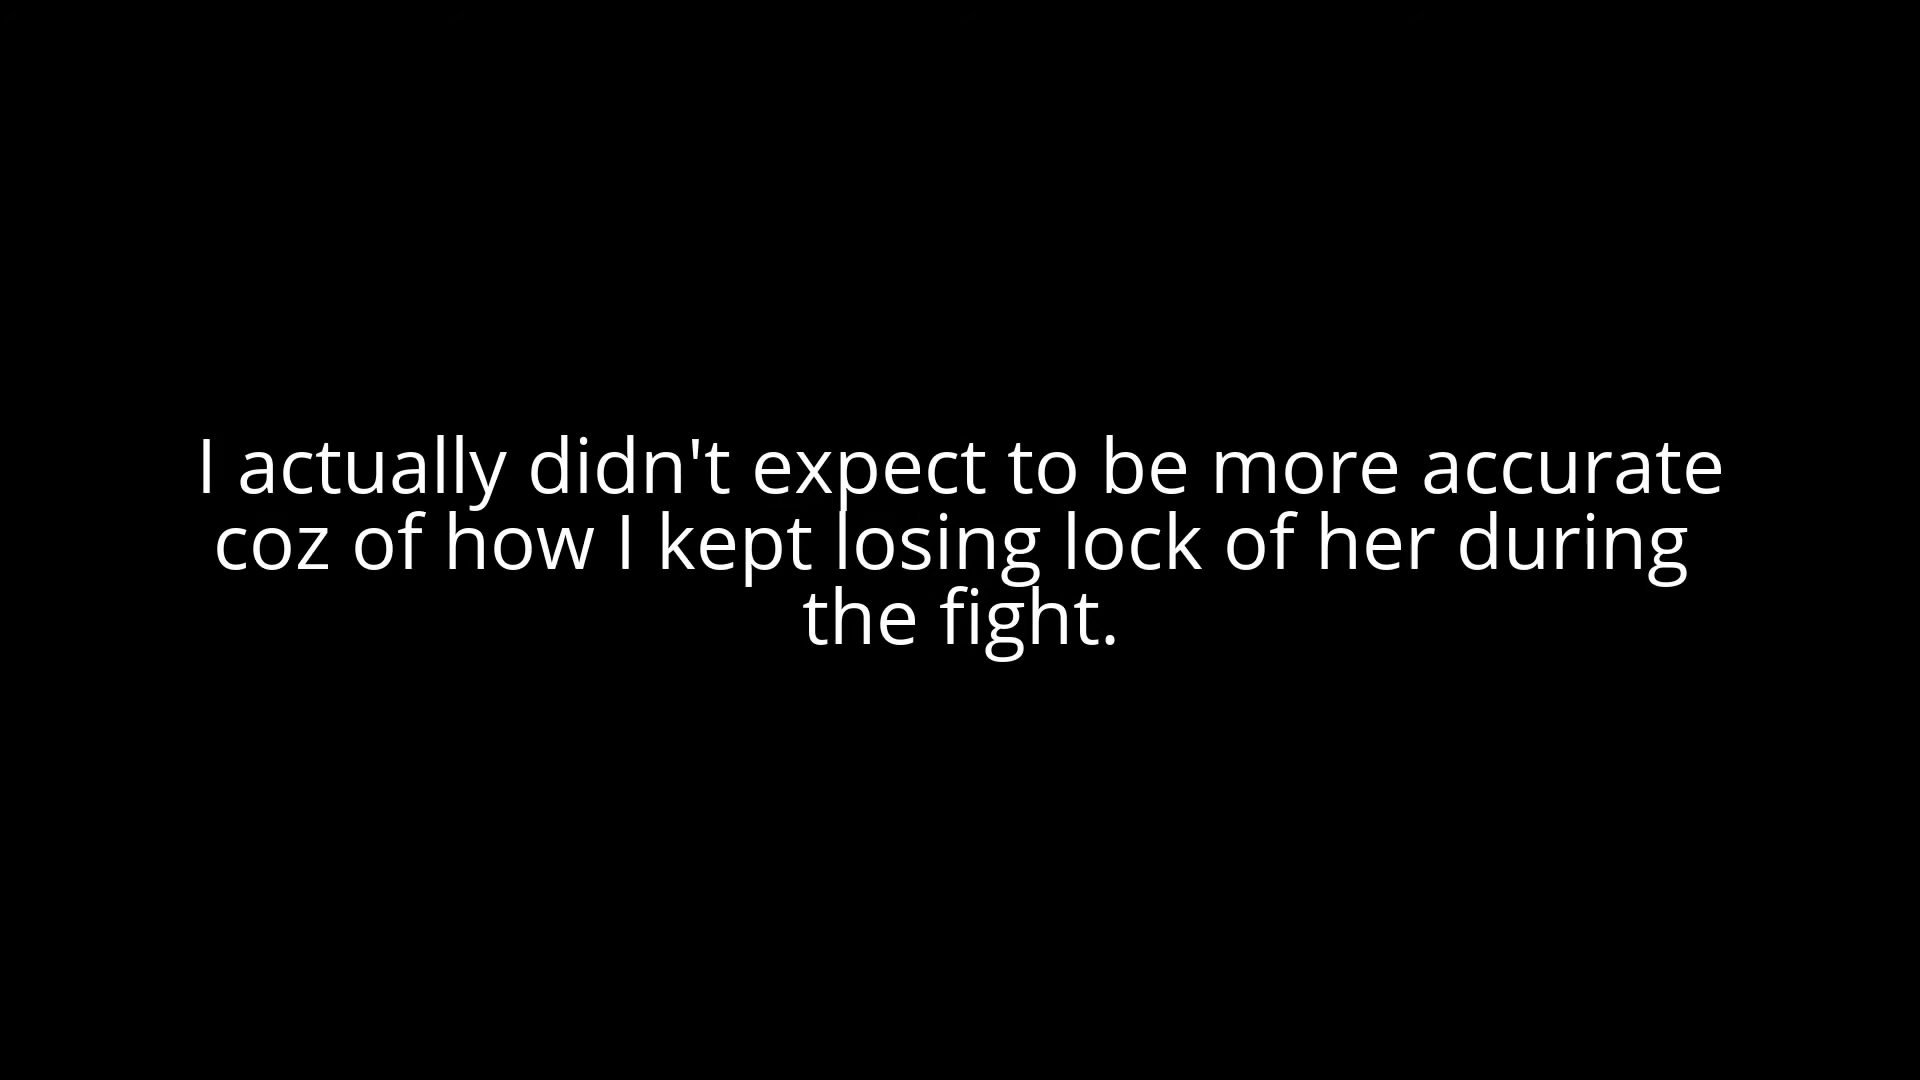 I actually didn't expect to be more accurate
coz of how I kept losing lock of her during
the fight.